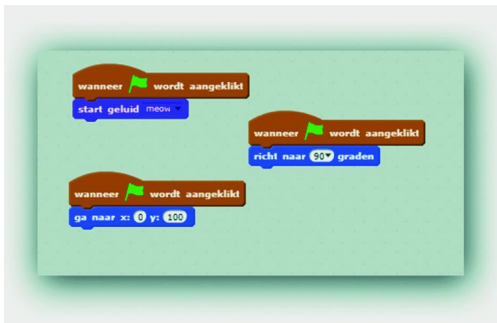 wanneer wordt aangeklikt
start geluid meow
wanneer wordt aangeklikt
richt naar 90 graden
wanneer wordt aangeklikt
ga naar x: 0 y: 100